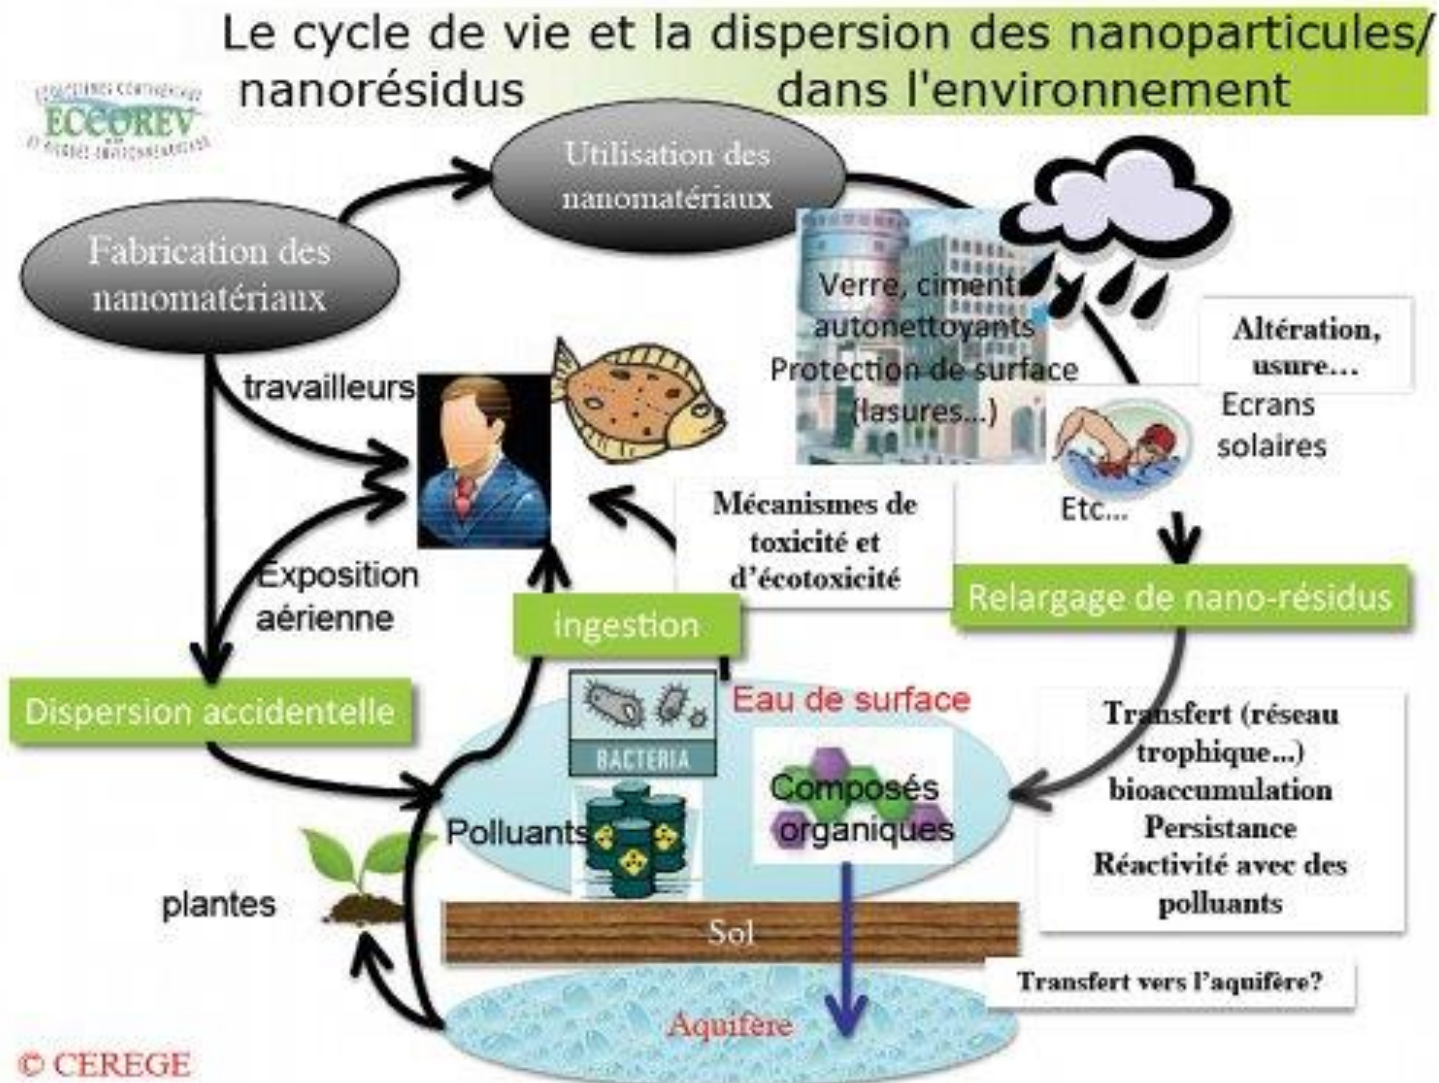 Le cycle de vie et la dispersion des nanoparticules/
nanorésidus dans l'environnement
ECCOREV
Utilisation des
nanomatériaux
Fabrication des
nanomatériaux
Verre, ciments
autonettoyants
Protection de surface
(lasures...)
Altération,
usure...
Ecrans
solaires
Etc...
travailleurs
Mécanismes de
toxicité et
d'écotoxicité
Exposition
aérienne
ingestion
Relargage de nano-résidus
Dispersion accidentelle
Eau de surface
BACTERIA
Composés
organiques
Polluants
Transfert (réseau
trophique...)
bioaccumulation
Persistance
Réactivité avec des
polluants
plantes
Sol
Transfert vers l'aquifère?
Aquifère
© CEREGE